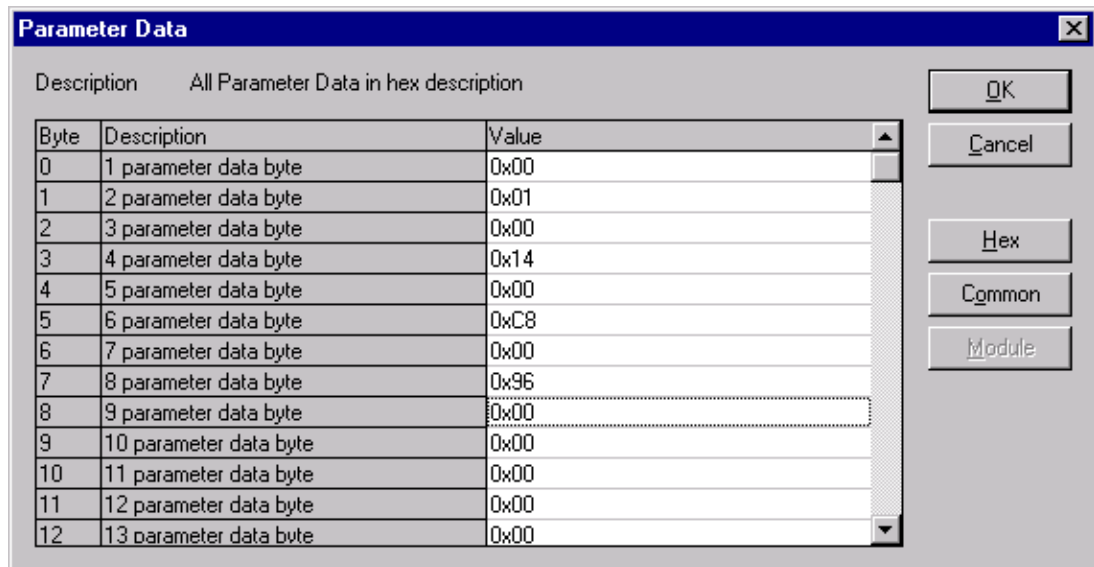 Parameter Data
Description All Parameter Data in hex description
OK
Cancel
Hex
Common
Module
Byte Description Value
0 1 parameter data byte 0x00
1 2 parameter data byte 0x01
2 3 parameter data byte 0x00
3 4 parameter data byte 0x14
4 5 parameter data byte 0x00
5 6 parameter data byte 0xC8
6 7 parameter data byte 0x00
7 8 parameter data byte 0x96
8 9 parameter data byte 0x00
9 10 parameter data byte 0x00
10 11 parameter data byte 0x00
11 12 parameter data byte 0x00
12 13 parameter data byte 0x00